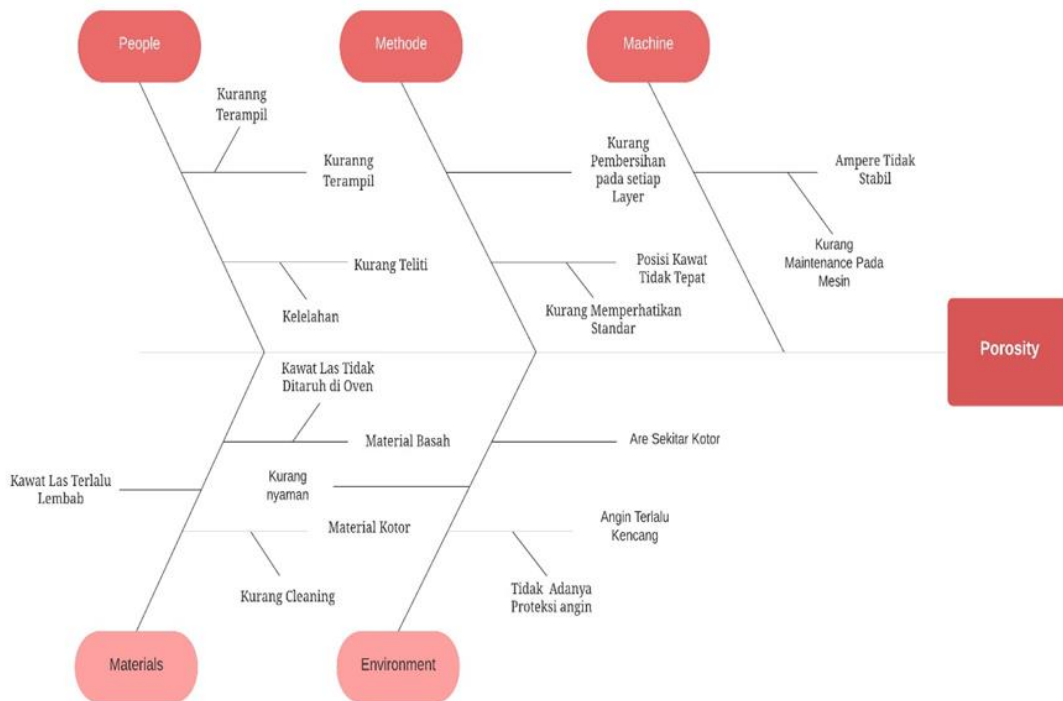 People
Methode
Machine
Kuranng
Terampil
Kuranng
Terampil
Kurang
Pembersihan
pada setiap
Layer
Ampere Tidak
Stabil
Kurang Teliti
Kelelahan
Posisi Kawat
Tidak Tepat
Kurang Memperhatikan
Standar
Kurang
Maintenance Pada
Mesin
Porosity
Kawat Las Tidak
Ditaruh di Oven
Material Basah
Are Sekitar Kotor
Kawat Las Terlalu
Lembab
Kurang
nyaman
Material Kotor
Angin Terlalu
Kencang
Kurang Cleaning
Tidak Adanya
Proteksi angin
Materials
Environment